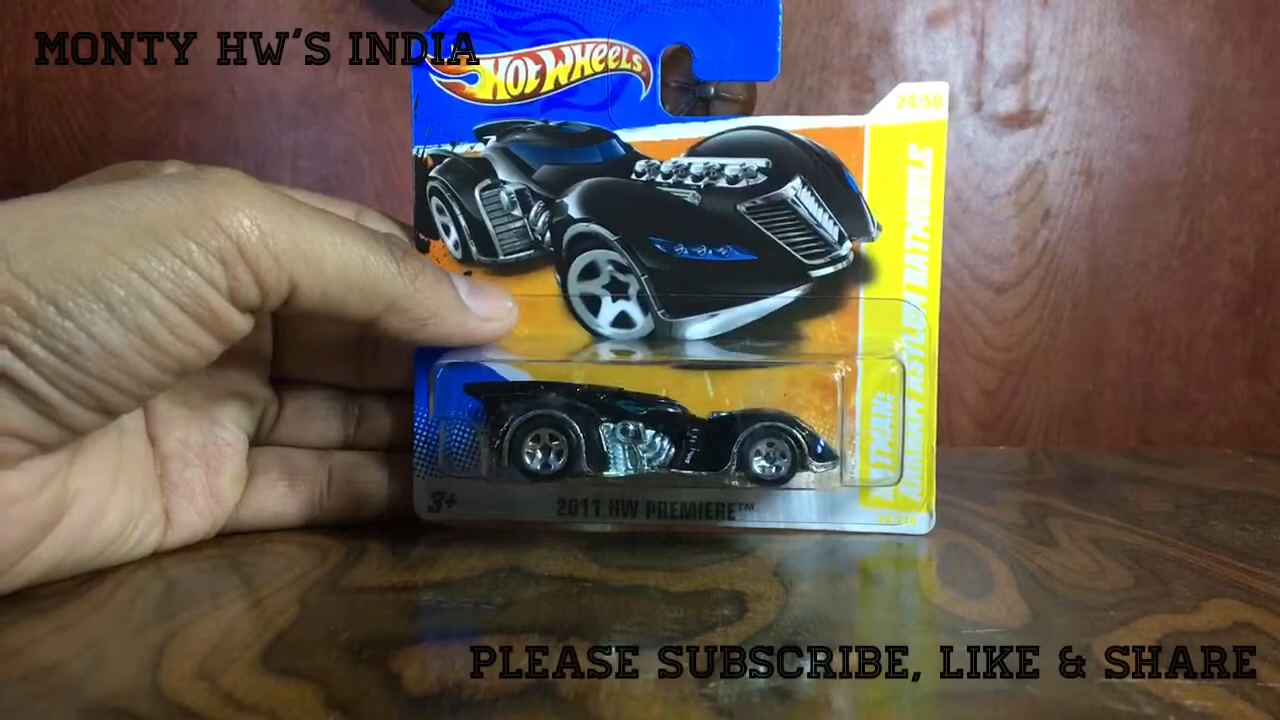 MONTY HW'S INDIA
HOT WHEELS
24/50
BATMAN:
ARKHAM ASYLUM BATMOBILE
3+
2011 HW PREMIERE™
PLEASE SUBSCRIBE, LIKE & SHARE